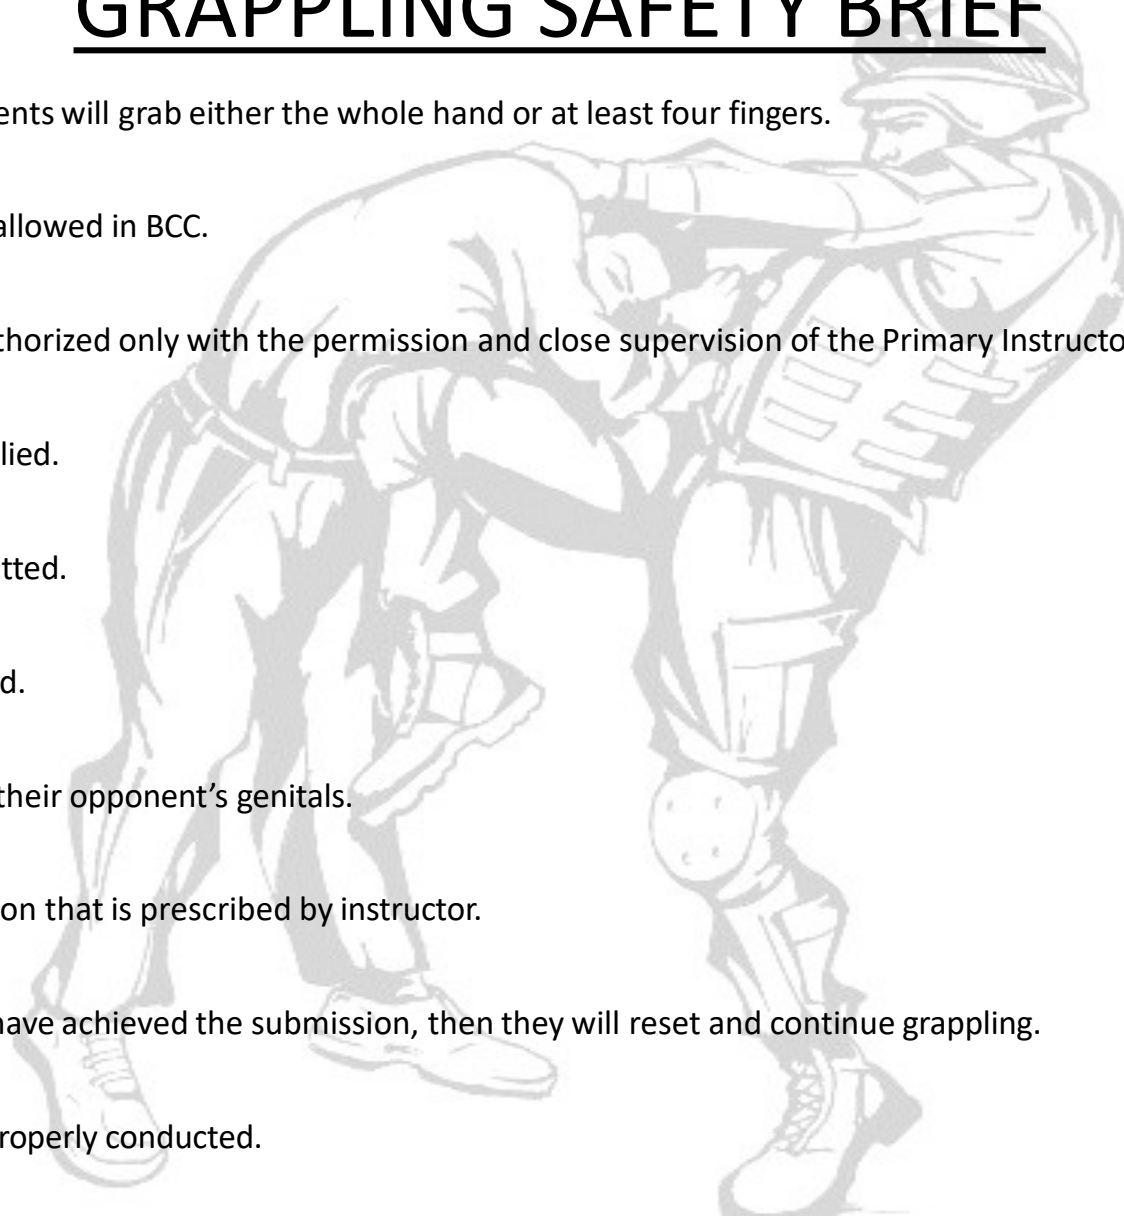 GRAPPLING SAFETY BRIEF
ents will grab either the whole hand or at least four fingers.
allowed in BCC.
thorized only with the permission and close supervision of the Primary Instructo
lied.
tted.
d.
their opponent’s genitals.
on that is prescribed by instructor.
have achieved the submission, then they will reset and continue grappling.
roperly conducted.